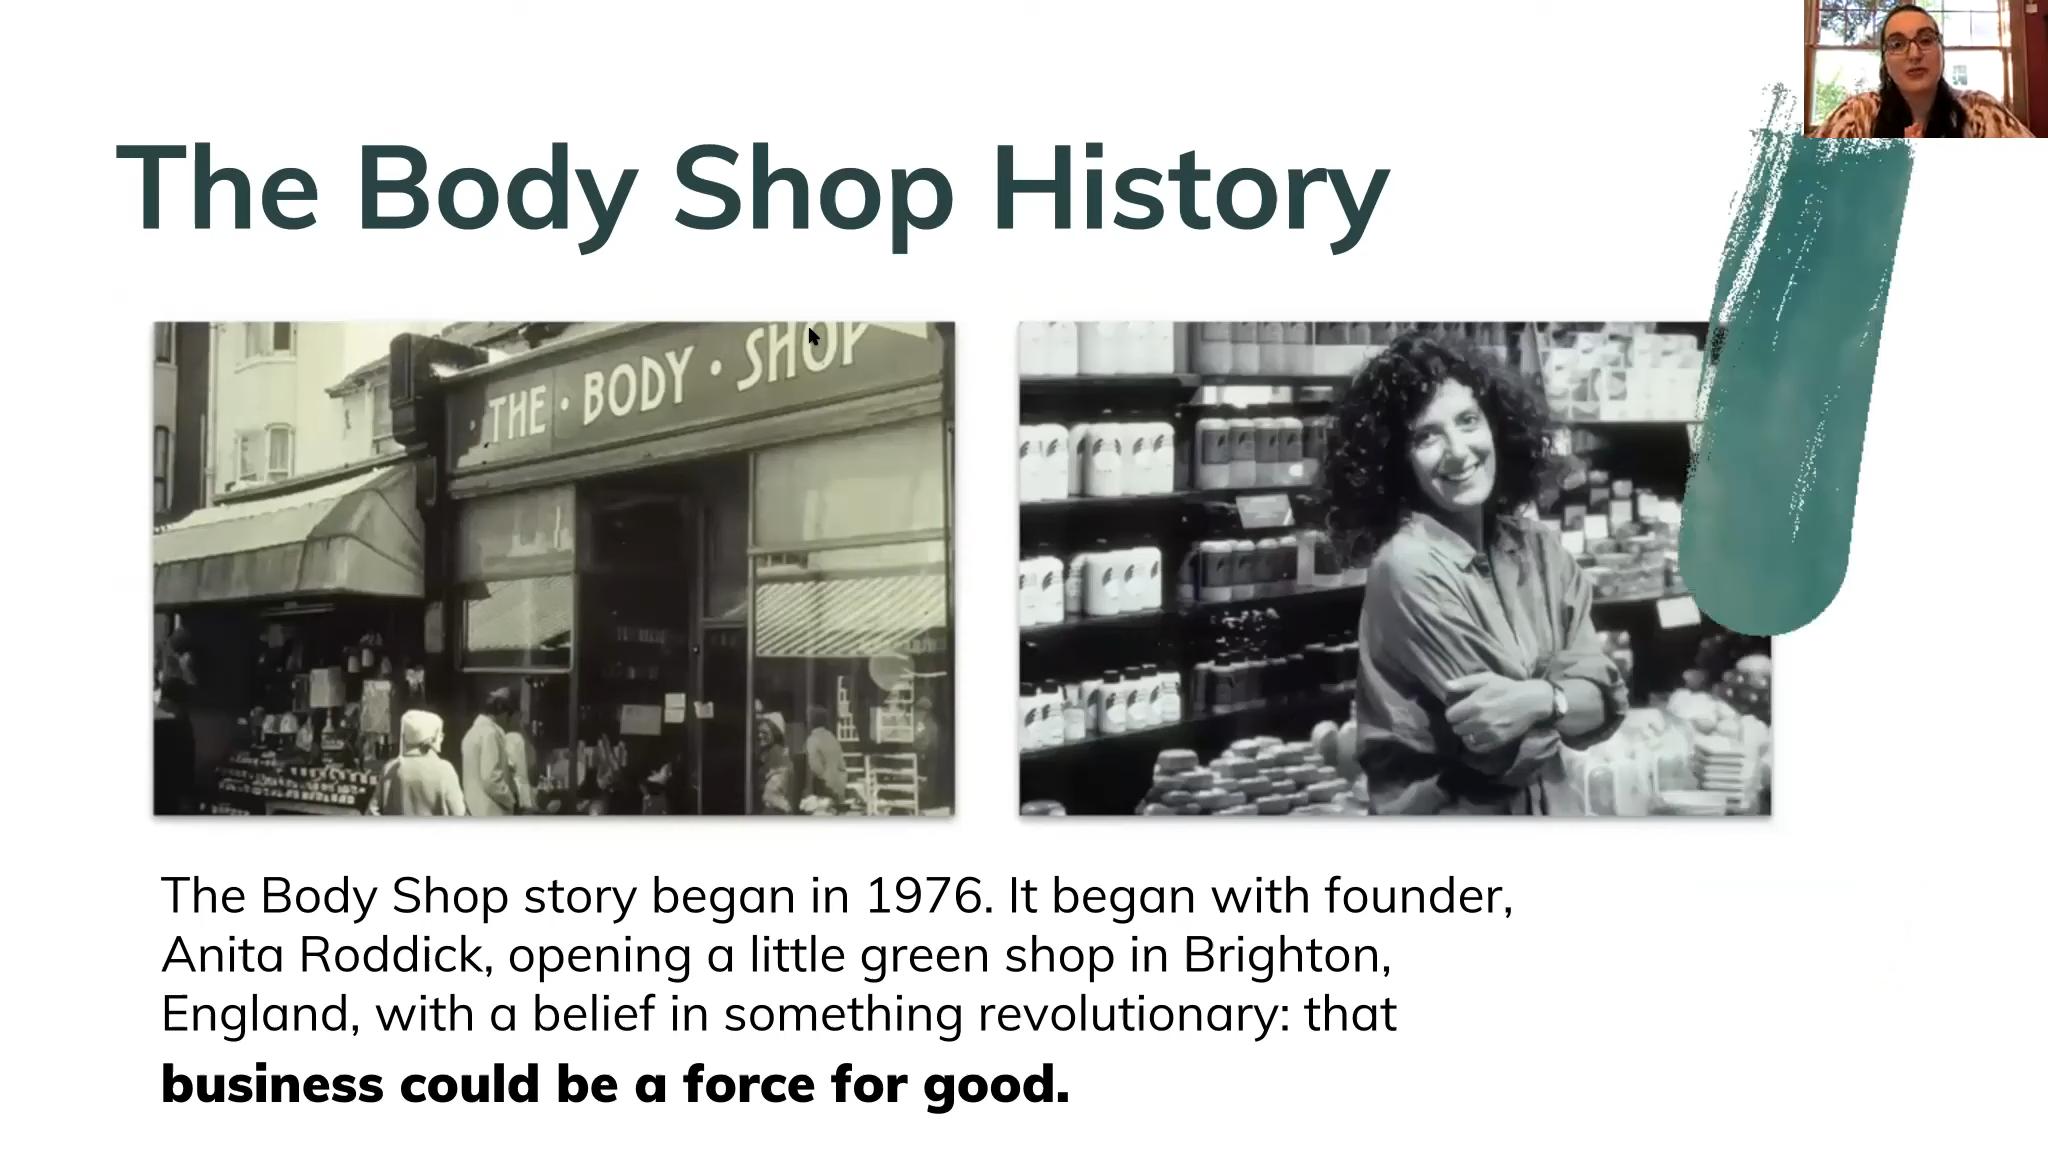 The Body Shop History
· THE · BODY · SHOP
The Body Shop story began in 1976. It began with founder,
Anita Roddick, opening a little green shop in Brighton,
England, with a belief in something revolutionary: that
business could be a force for good.